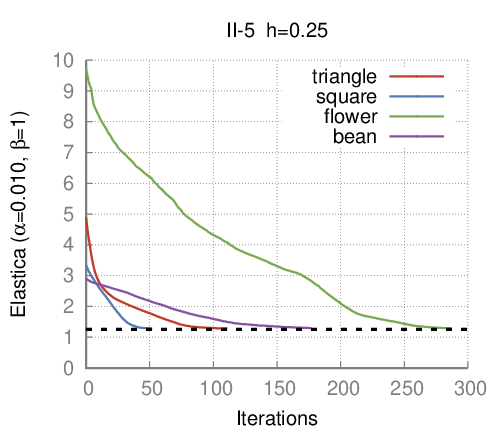 II-5 h=0.25
triangle
square
flower
bean
Elastica (α=0.010, β=1)
10
9
8
7
6
5
4
3
2
1
0
0 50 100 150 200 250 300
Iterations